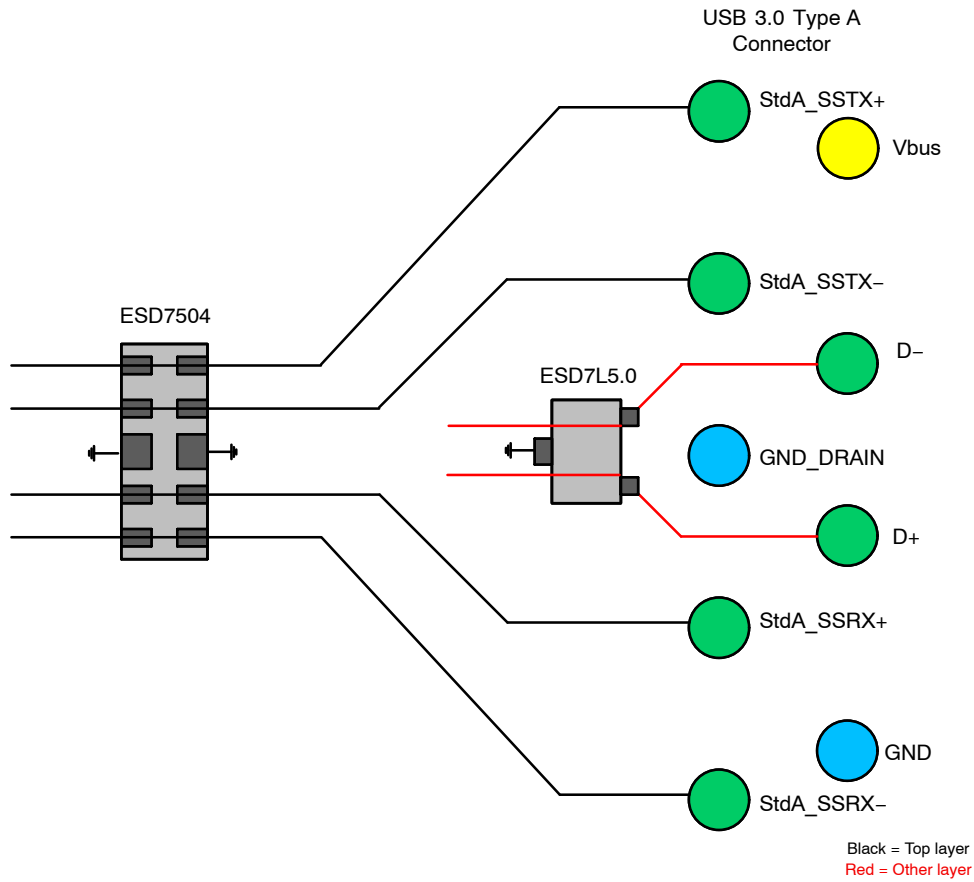 USB 3.0 Type A
Connector
StdA_SSTX+
Vbus
StdA_SSTX−
ESD7504
D−
ESD7L5.0
GND_DRAIN
D+
StdA_SSRX+
GND
StdA_SSRX−
Black = Top layer
Red = Other layer